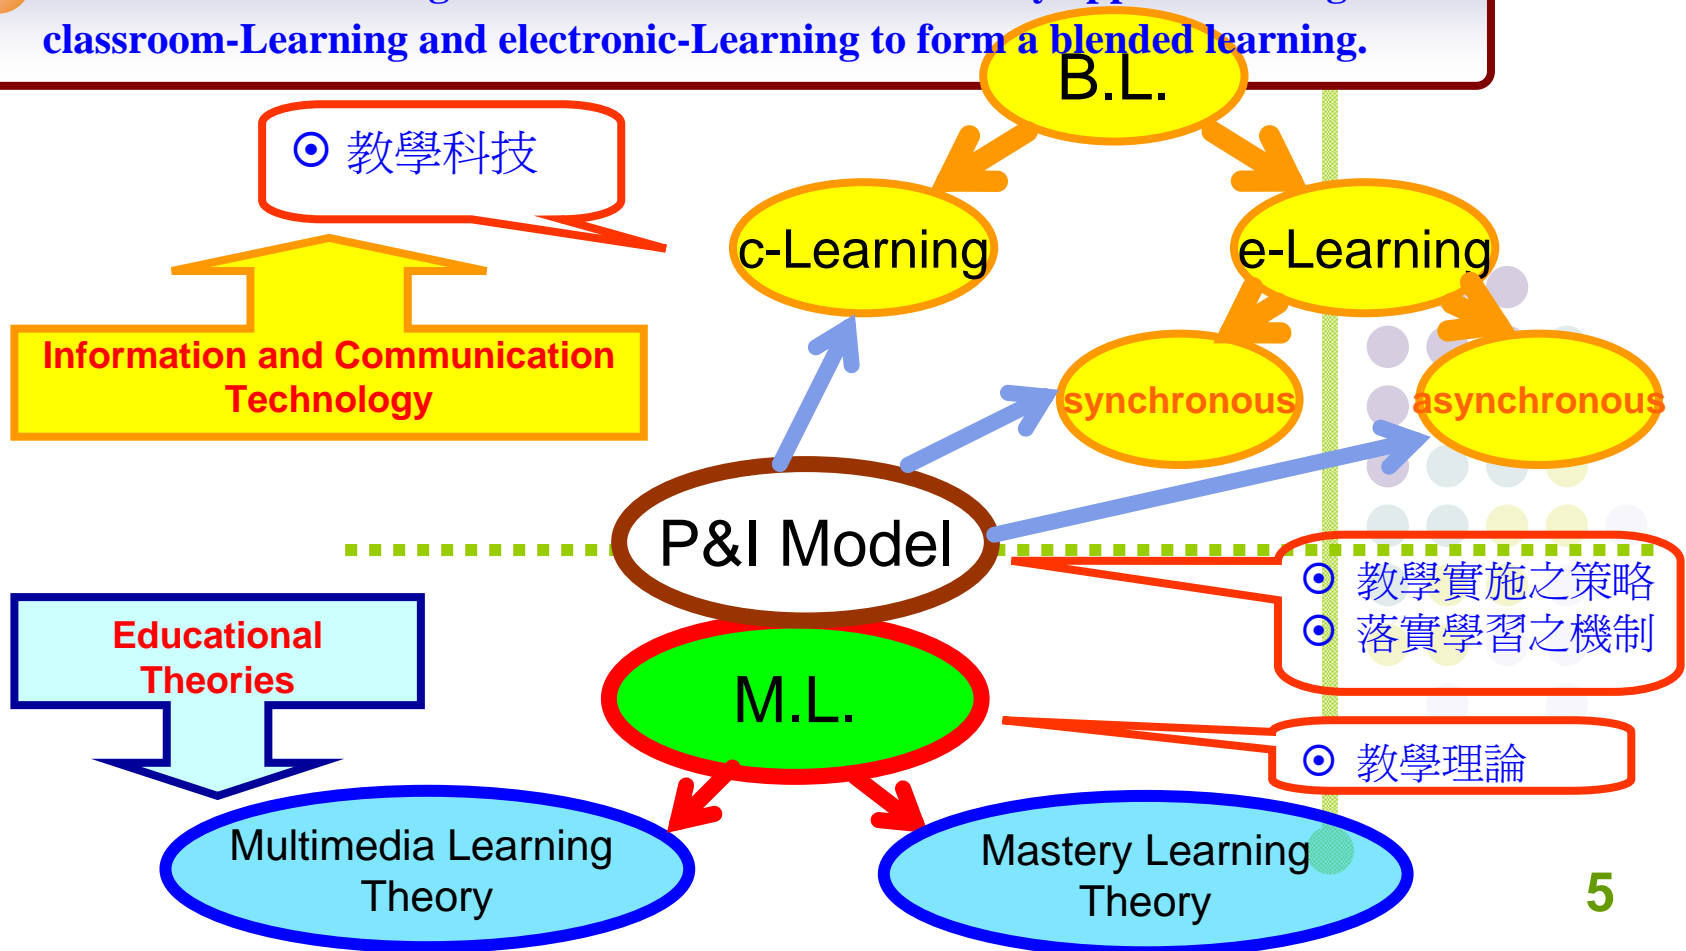 classroom-Learning and electronic-Learning to form a blended learning.
B.L.
教學科技
c-Learning
e-Learning
Information and Communication
Technology
synchronous
asynchronous
P&I Model
教學實施之策略
落實學習之機制
Educational
Theories
M.L.
教學理論
Multimedia Learning
Theory
Mastery Learning
Theory
5